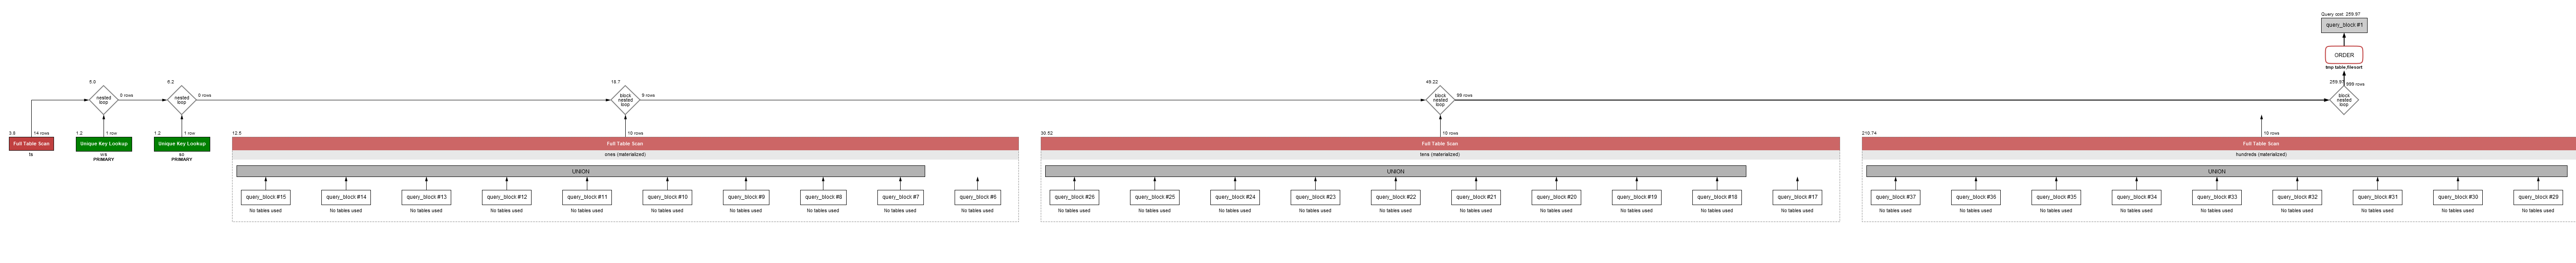 Query cost: 259.97
query_block #1
ORDER
tmp table,filesort
5.0
nested loop
0 rows
6.2
nested loop
0 rows
18.7
block nested loop
9 rows
49.22
block nested loop
99 rows
259.97
999 rows
block nested loop
3.8
14 rows
Full Table Scan
ts
1.2
1 row
Unique Key Lookup
ws
PRIMARY
1.2
1 row
Unique Key Lookup
so
PRIMARY
12.5
10 rows
Full Table Scan
ones (materialized)
UNION
query_block #15
query_block #14
query_block #13
query_block #12
query_block #11
query_block #10
query_block #9
query_block #8
query_block #7
query_block #6
No tables used
No tables used
No tables used
No tables used
No tables used
No tables used
No tables used
No tables used
No tables used
No tables used
30.52
10 rows
Full Table Scan
tens (materialized)
UNION
query_block #26
query_block #25
query_block #24
query_block #23
query_block #22
query_block #21
query_block #20
query_block #19
query_block #18
query_block #17
No tables used
No tables used
No tables used
No tables used
No tables used
No tables used
No tables used
No tables used
No tables used
No tables used
210.74
10 rows
Full Table Scan
hundreds (materialized)
UNION
query_block #37
query_block #36
query_block #35
query_block #34
query_block #33
query_block #32
query_block #31
query_block #30
query_block #29
No tables used
No tables used
No tables used
No tables used
No tables used
No tables used
No tables used
No tables used
No tables used